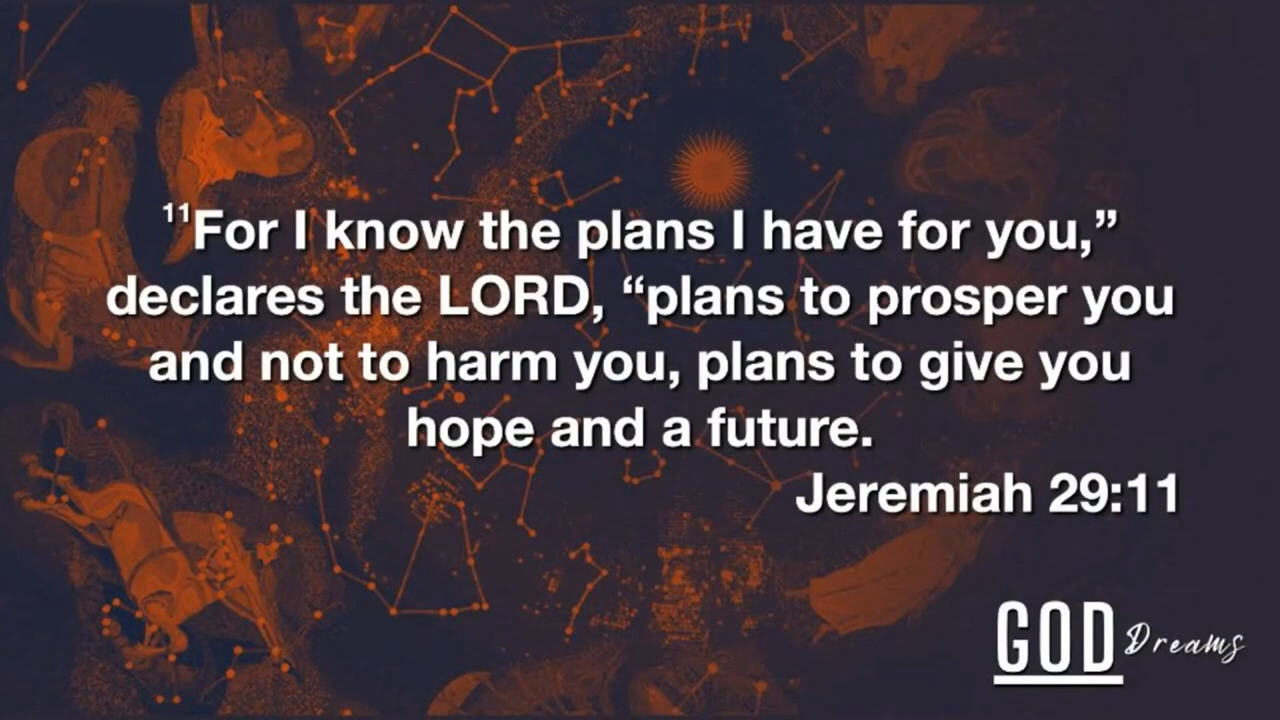 ¹¹For I know the plans I have for you,”
declares the LORD, “plans to prosper you
and not to harm you, plans to give you
hope and a future.
Jeremiah 29:11
GOD Dreams